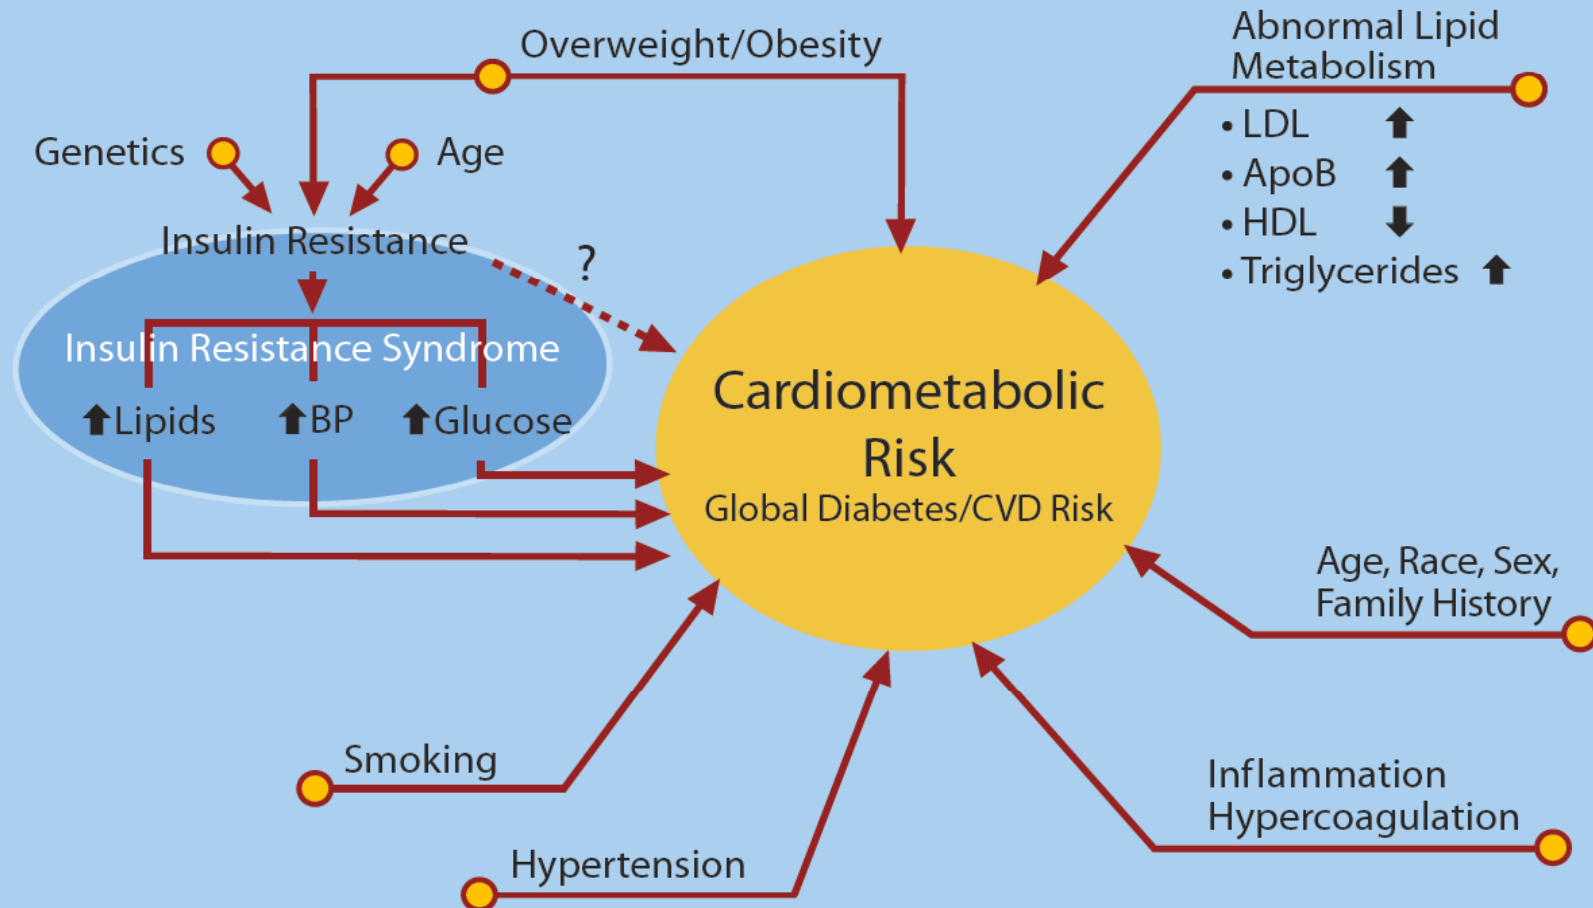 Overweight/Obesity
Abnormal Lipid
Metabolism
• LDL ⬆
• ApoB ⬆
• HDL ⬇
• Triglycerides ⬆
Genetics
Age
Insulin Resistance
?
Insulin Resistance Syndrome
⬆Lipids ⬆BP ⬆Glucose
Cardiometabolic
Risk
Global Diabetes/CVD Risk
Age, Race, Sex,
Family History
Smoking
Inflammation
Hypercoagulation
Hypertension